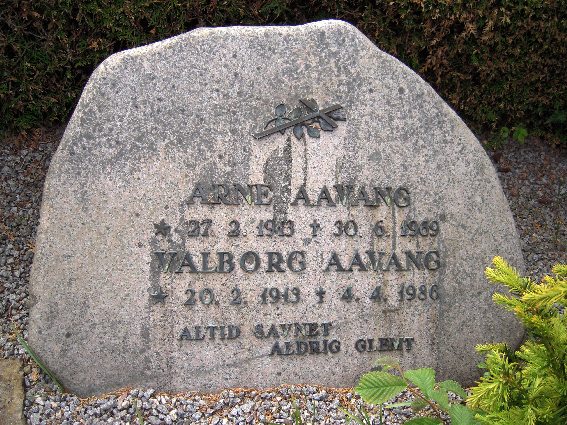 ARNE AAVANG
* 27. 2. 1913 † 30. 6. 1969
VALBORG AAVANG
* 20. 2. 1913 † 4. 4. 1986
ALTID SAVNET
ALDRIG GLEMT